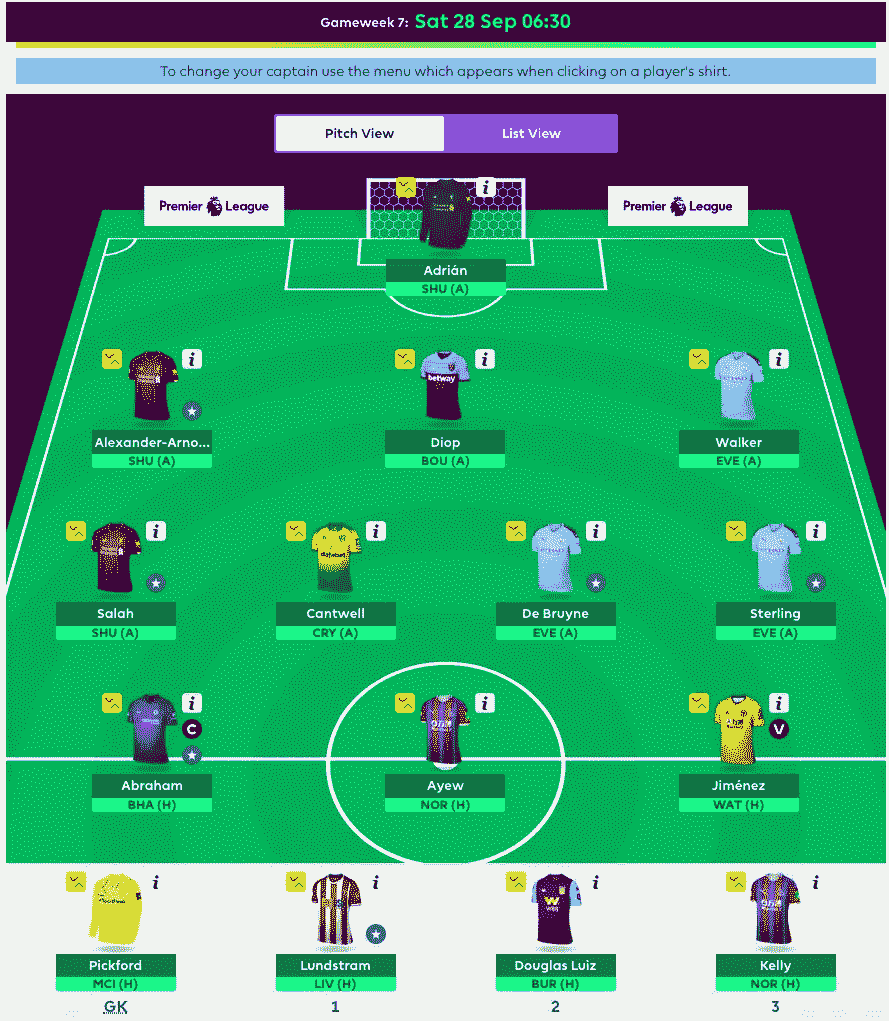 Gameweek 7: Sat 28 Sep 06:30
To change your captain use the menu which appears when clicking on a player's shirt.
Pitch View List View
Premier League Premier League
Adrián
SHU (A)
betway
Alexander-Arno... Diop Walker
SHU (A) BOU (A) EVE (A)
dafabet
Salah Cantwell De Bruyne Sterling
SHU (A) CRY (A) EVE (A) EVE (A)
C V
Abraham Ayew Jiménez
BHA (H) NOR (H) WAT (H)
Pickford Lundstram Douglas Luiz Kelly
MCI (H) LIV (H) BUR (H) NOR (H)
GK 1 2 3